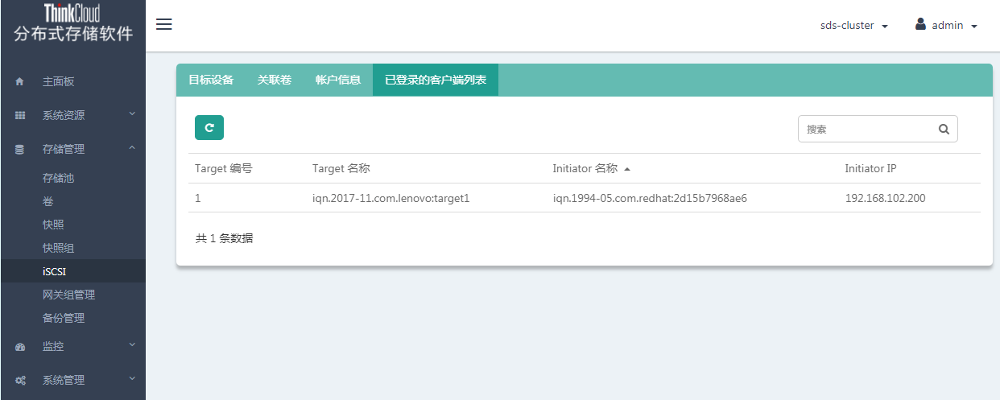 ThinkCloud
分布式存储软件
sds-cluster admin
主面板
系统资源
存储管理
存储池
卷
快照
快照组
iSCSI
网关组管理
备份管理
监控
系统管理
目标设备 关联卷 帐户信息 已登录的客户端列表
搜索
Target 编号 Target 名称 Initiator 名称 Initiator IP
1 iqn.2017-11.com.lenovo:target1 iqn.1994-05.com.redhat:2d15b7968ae6 192.168.102.200
共 1 条数据